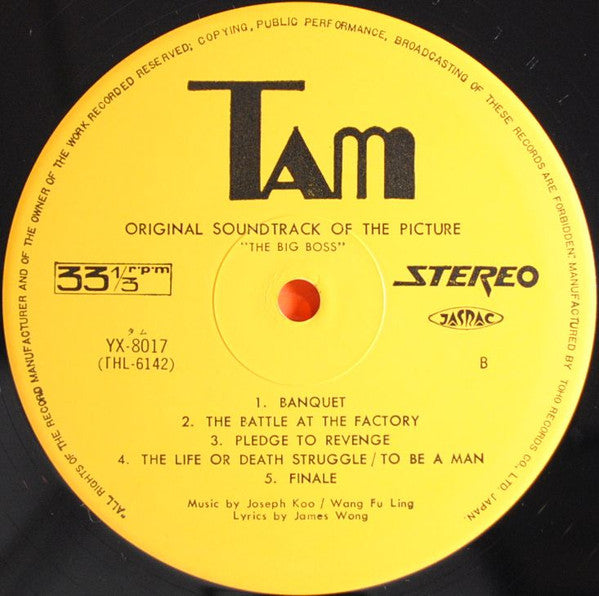 "ALL RIGHTS OF THE RECORD MANUFACTURER AND OF THE OWNER OF THE WORK RECORDED RESERVED; COPYING, PUBLIC PERFORMANCE, BROADCASTING OF THESE RECORDS ARE FORBIDDEN" MANUFACTURED BY TOHO RECORDS CO., LTD. JAPAN.
TAM
ORIGINAL SOUNDTRACK OF THE PICTURE
"THE BIG BOSS"
33 1/3 rpm
STEREO
JASRAC
タム
YX-8017
(THL-6142)
B
1. BANQUET
2. THE BATTLE AT THE FACTORY
3. PLEDGE TO REVENGE
4. THE LIFE OR DEATH STRUGGLE / TO BE A MAN
5. FINALE
Music by Joseph Koo / Wang Fu Ling
Lyrics by James Wong